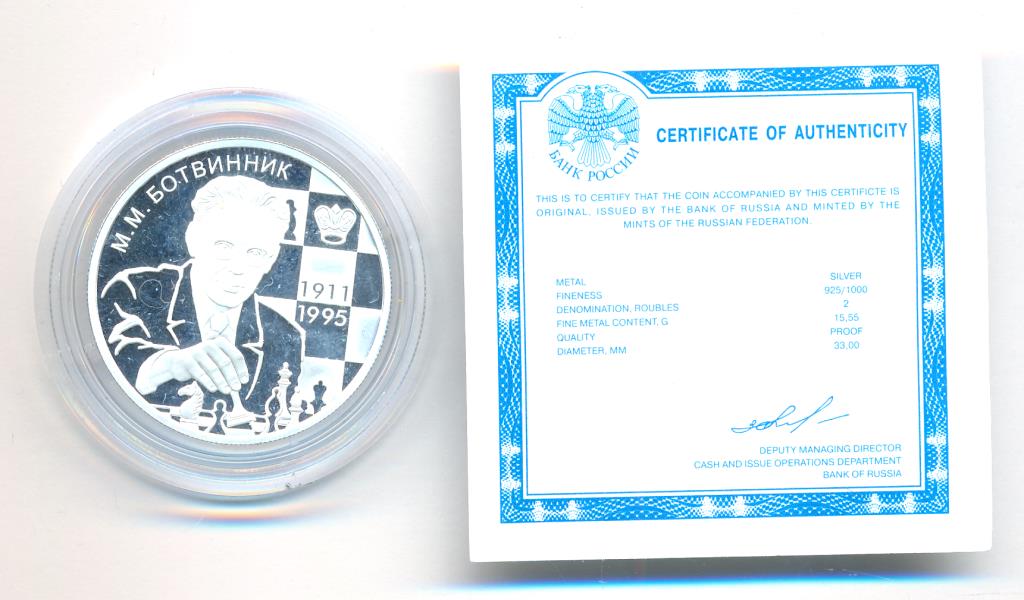 М.М. БОТВИННИК
1911
1995
БАНК РОССИИ
CERTIFICATE OF AUTHENTICITY
THIS IS TO CERTIFY THAT THE COIN ACCOMPANIED BY THIS CERTIFICTE IS
ORIGINAL, ISSUED BY THE BANK OF RUSSIA AND MINTED BY THE
MINTS OF THE RUSSIAN FEDERATION.
METAL SILVER
FINENESS 925/1000
DENOMINATION, ROUBLES 2
FINE METAL CONTENT, G 15,55
QUALITY PROOF
DIAMETER, MM 33,00
DEPUTY MANAGING DIRECTOR
CASH AND ISSUE OPERATIONS DEPARTMENT
BANK OF RUSSIA